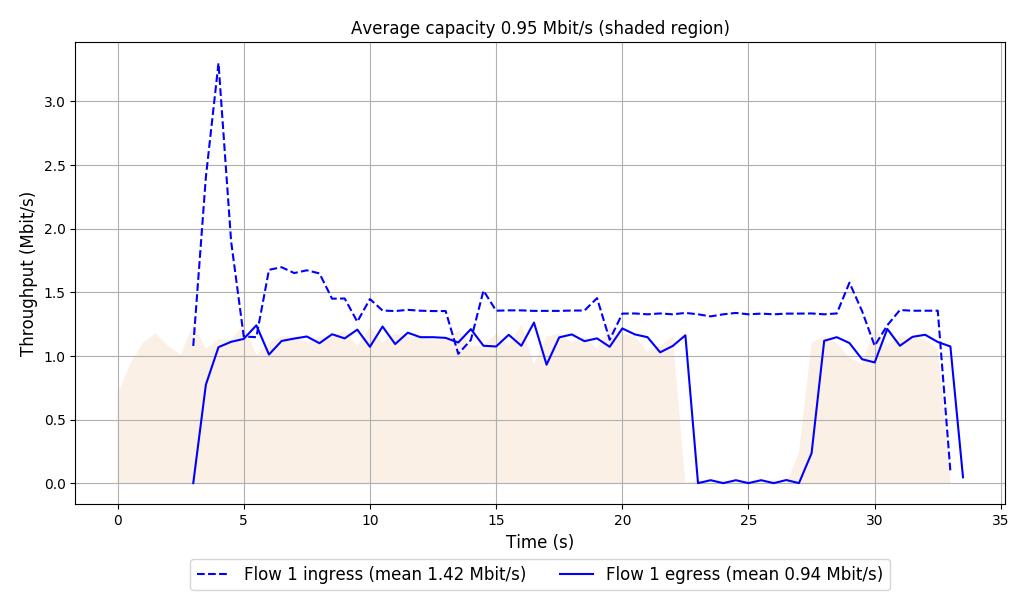 Average capacity 0.95 Mbit/s (shaded region)
Throughput (Mbit/s)
3.0
2.5
2.0
1.5
1.0
0.5
0.0
0 5 10 15 20 25 30 35
Time (s)
Flow 1 ingress (mean 1.42 Mbit/s) Flow 1 egress (mean 0.94 Mbit/s)